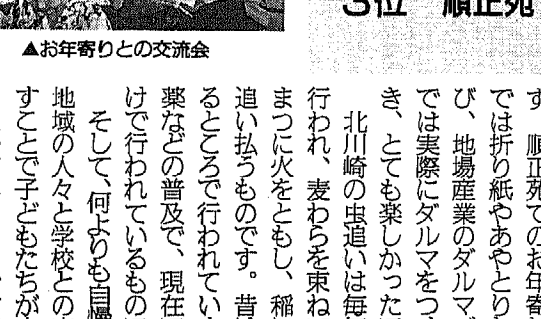 3位 順正苑
▲お年寄りとの交流会
す。順正苑でのお年寄
では折り紙やあやとり
び、地場産業のダルマ
では実際にダルマをつ
き、とても楽しかった
北川崎の虫追いは毎
行われ、麦わらを束ね
まつに火をともし、稲
追い払うものです。昔
るところで行われてい
薬などの普及で、現在
けで行われているもの
そして、何よりも自慢
地域の人々と学校との
すことで子どもたちが